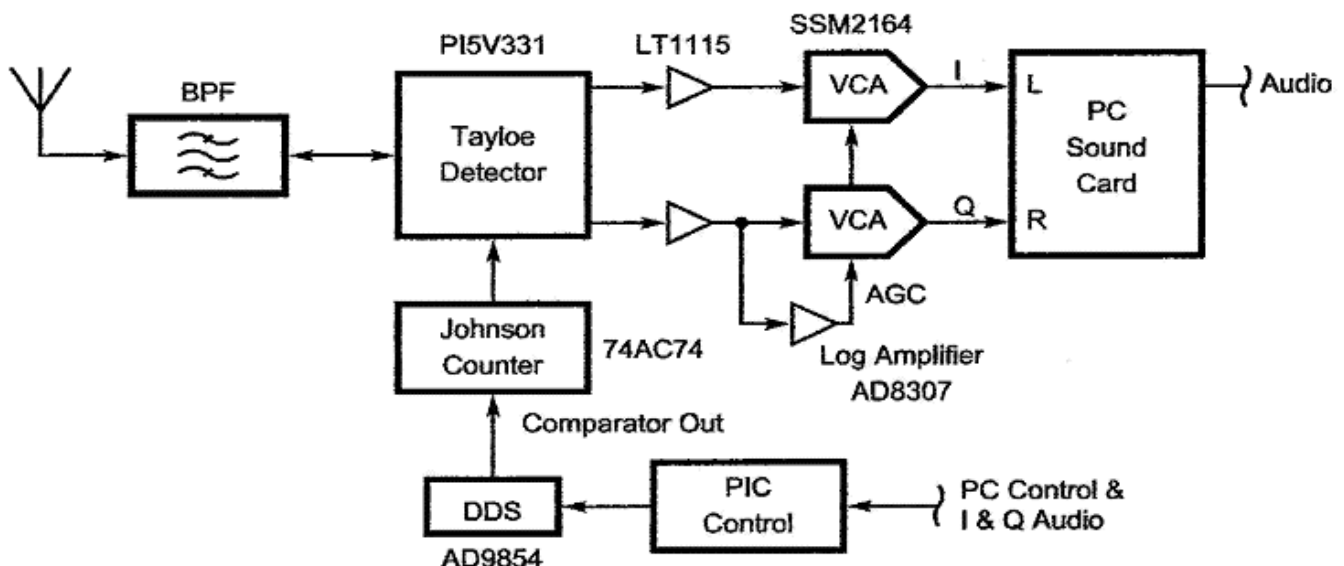 SSM2164
PI5V331
LT1115
BPF
VCA
I
L
PC
Sound
Card
Audio
Tayloe
Detector
VCA
Q
R
AGC
Johnson
Counter
74AC74
Log Amplifier
AD8307
Comparator Out
DDS
PIC
Control
PC Control &
I & Q Audio
AD9854